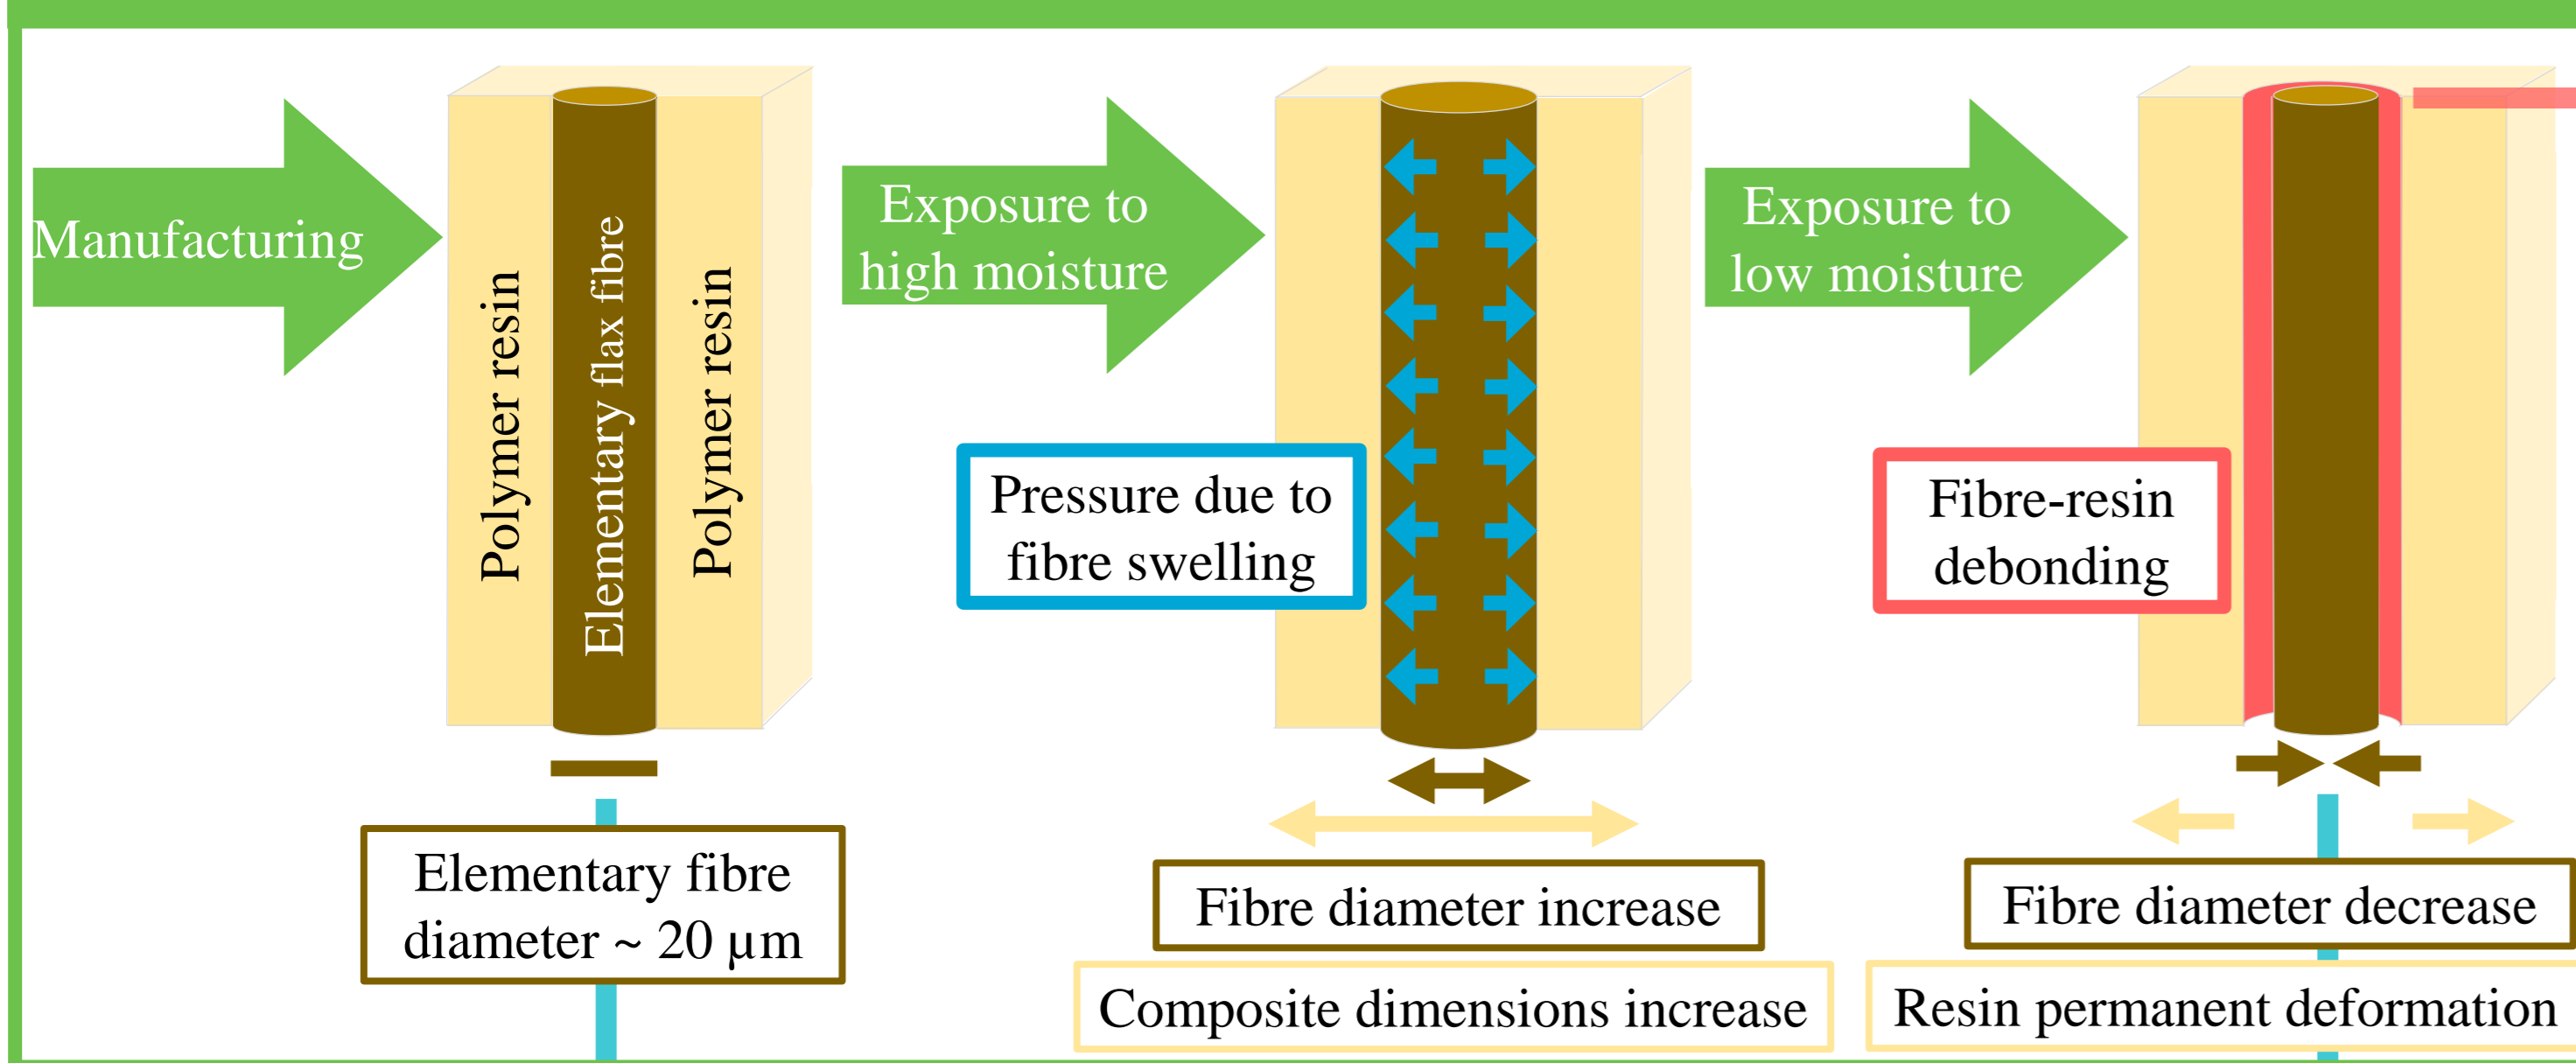 Manufacturing
Polymer resin
Elementary flax fibre
Polymer resin
Exposure to
high moisture
Pressure due to
fibre swelling
Exposure to
low moisture
Fibre-resin
debonding
Elementary fibre
diameter ~ 20 µm
Fibre diameter increase
Composite dimensions increase
Fibre diameter decrease
Resin permanent deformation